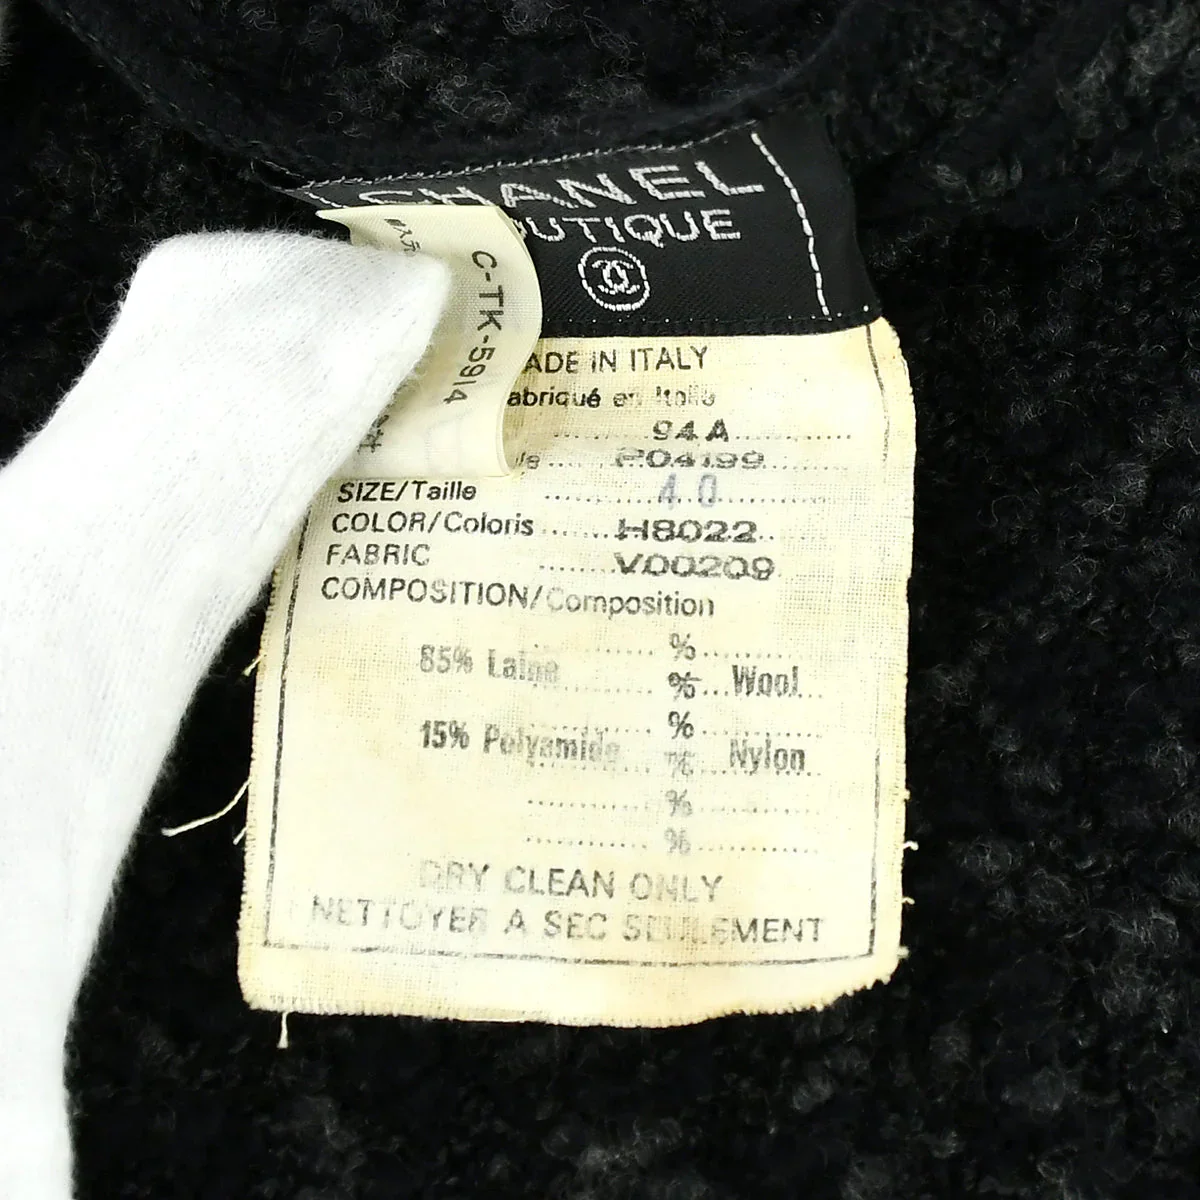 CHANEL
OUTIQUE
C-TK-5914
ADE IN ITALY
abriqué en Italie
94A
P04199
SIZE/Taille 40
COLOR/Coloris H8022
FABRIC V00209
COMPOSITION/Composition
%
85% Laine % Wool
%
15% Polyamide % Nylon
%
%
DRY CLEAN ONLY
NETTOYER A SEC SEULEMENT